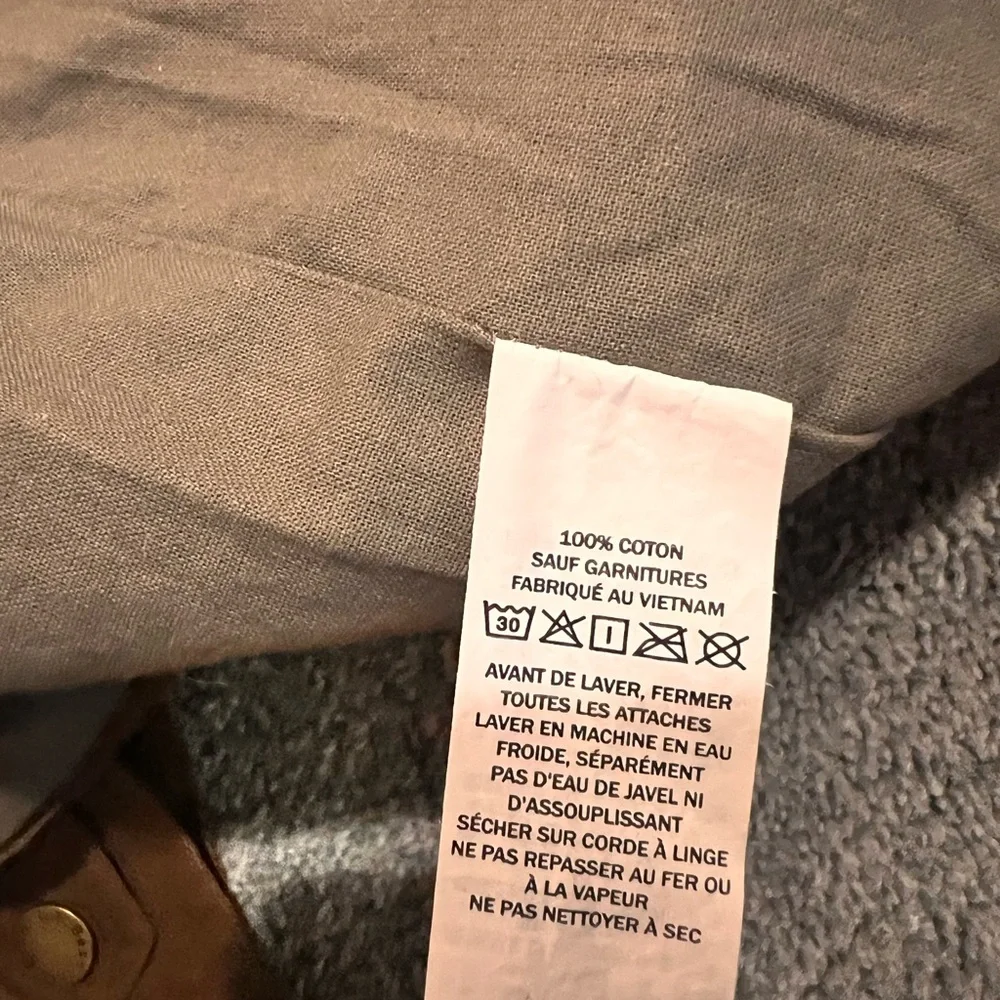 100% COTON
SAUF GARNITURES
FABRIQUÉ AU VIETNAM
30
AVANT DE LAVER, FERMER
TOUTES LES ATTACHES
LAVER EN MACHINE EN EAU
FROIDE, SÉPARÉMENT
PAS D'EAU DE JAVEL NI
D'ASSOUPLISSANT
SÉCHER SUR CORDE À LINGE
NE PAS REPASSER AU FER OU
À LA VAPEUR
NE PAS NETTOYER À SEC